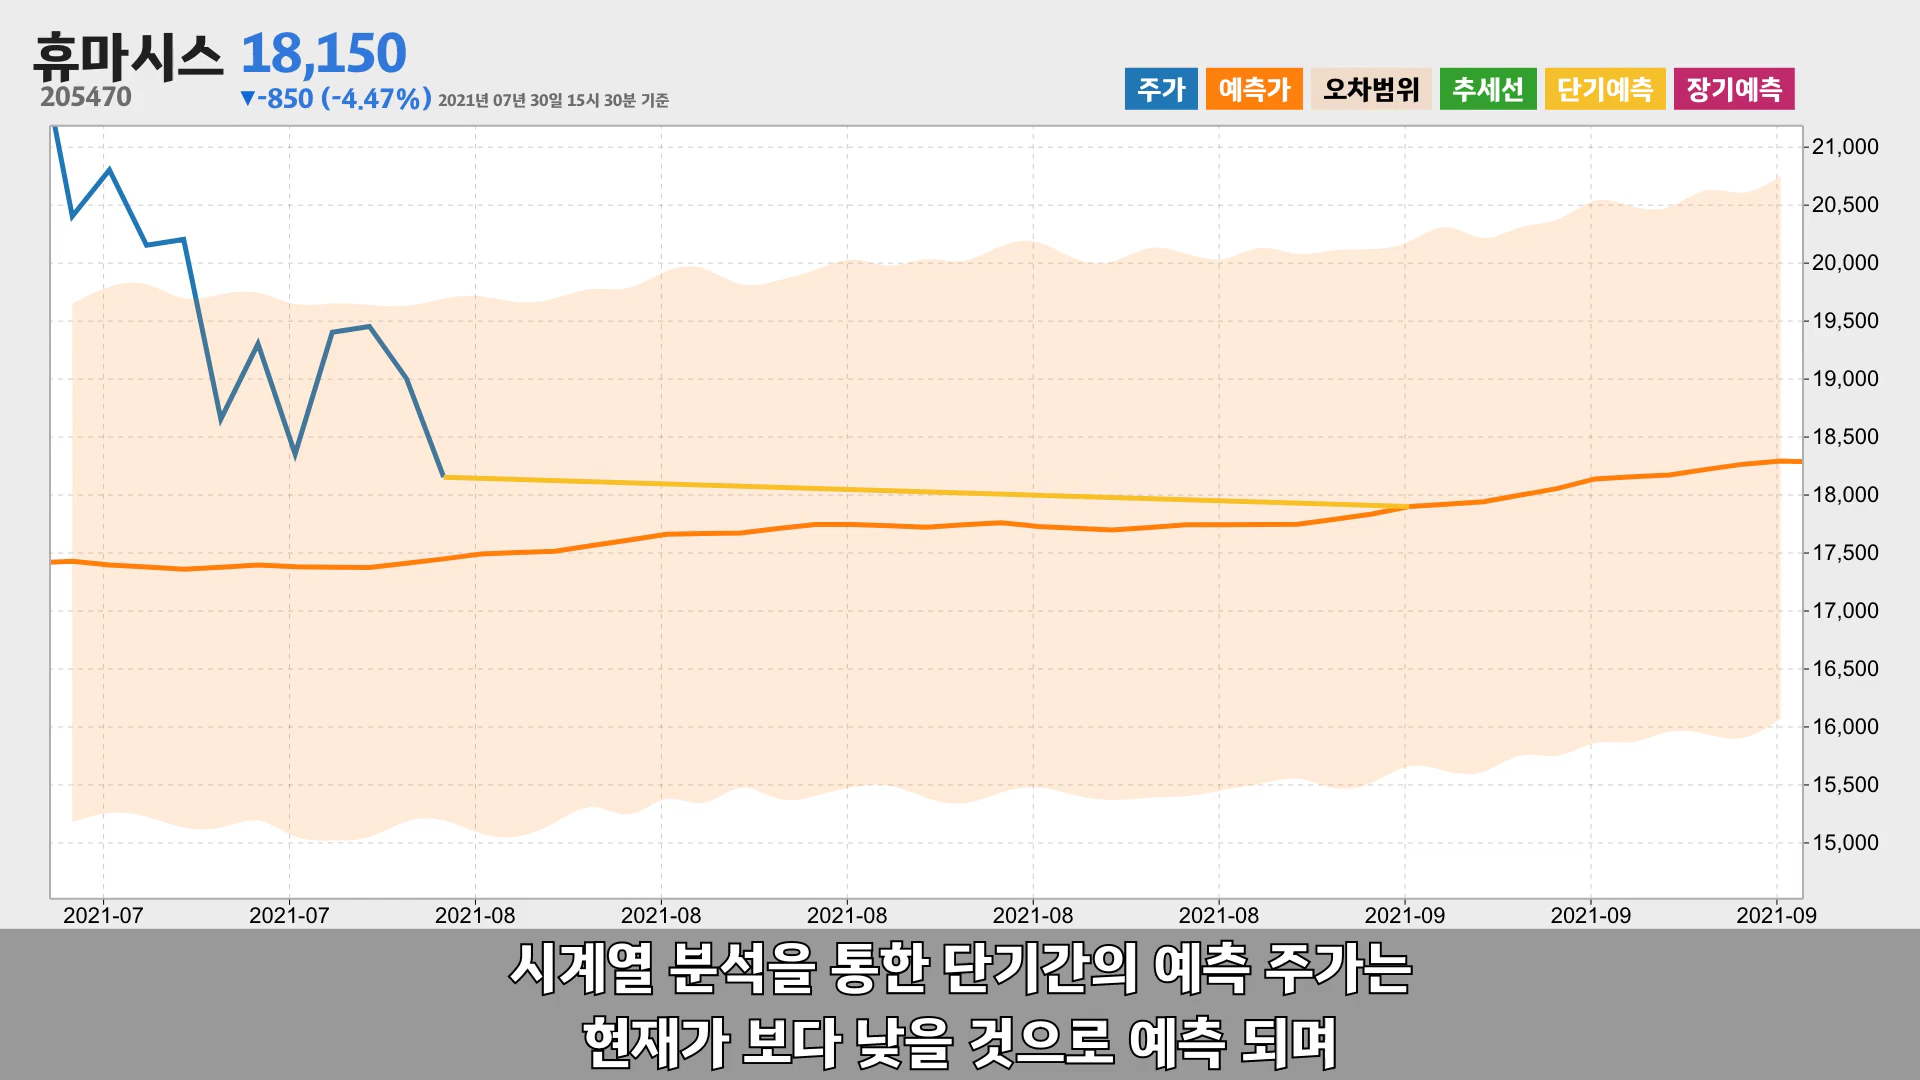 휴마시스 18,150
205470 ▼-850 (-4.47%) 2021년 07년 30일 15시 30분 기준
주가 예측가 오차범위 추세선 단기예측 장기예측
21,000
20,500
20,000
19,500
19,000
18,500
18,000
17,500
17,000
16,500
16,000
15,500
15,000
2021-07 2021-07 2021-08 2021-08 2021-08 2021-08 2021-08 2021-09 2021-09 2021-09
시계열 분석을 통한 단기간의 예측 주가는
현재가 보다 낮을 것으로 예측 되며